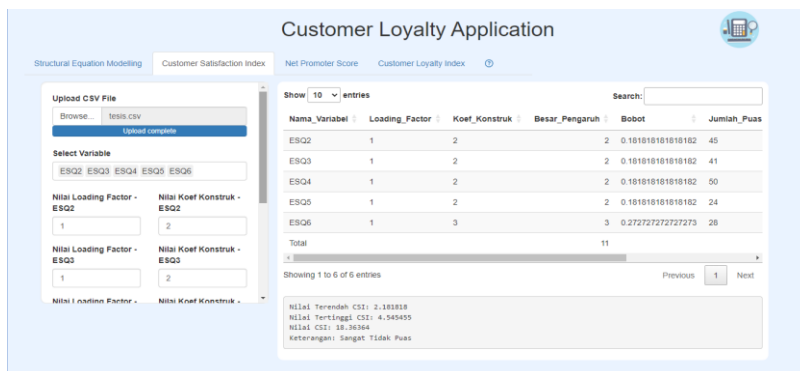 Customer Loyalty Application
Structural Equation Modelling Customer Satisfaction Index Net Promoter Score Customer Loyalty Index
Upload CSV File
Browse... tesis.csv
Upload complete
Select Variable
ESQ2 ESQ3 ESQ4 ESQ5 ESQ6
Nilai Loading Factor - ESQ2
Nilai Koef Konstruk - ESQ2
1 2
Nilai Loading Factor - ESQ3
Nilai Koef Konstruk - ESQ3
1 2
Nilai Loading Factor - Nilai Koef Konstruk -
Show 10 entries Search:
Nama_Variabel Loading_Factor Koef_Konstruk Besar_Pengaruh Bobot Jumlah_Puas
ESQ2 1 2 2 0.181818181818182 45
ESQ3 1 2 2 0.181818181818182 41
ESQ4 1 2 2 0.181818181818182 50
ESQ5 1 2 2 0.181818181818182 24
ESQ6 1 3 3 0.272727272727273 28
Total 11
Showing 1 to 6 of 6 entries Previous 1 Next
Nilai Terendah CSI: 2.181818
Nilai Tertinggi CSI: 4.545455
Nilai CSI: 18.36364
Keterangan: Sangat Tidak Puas